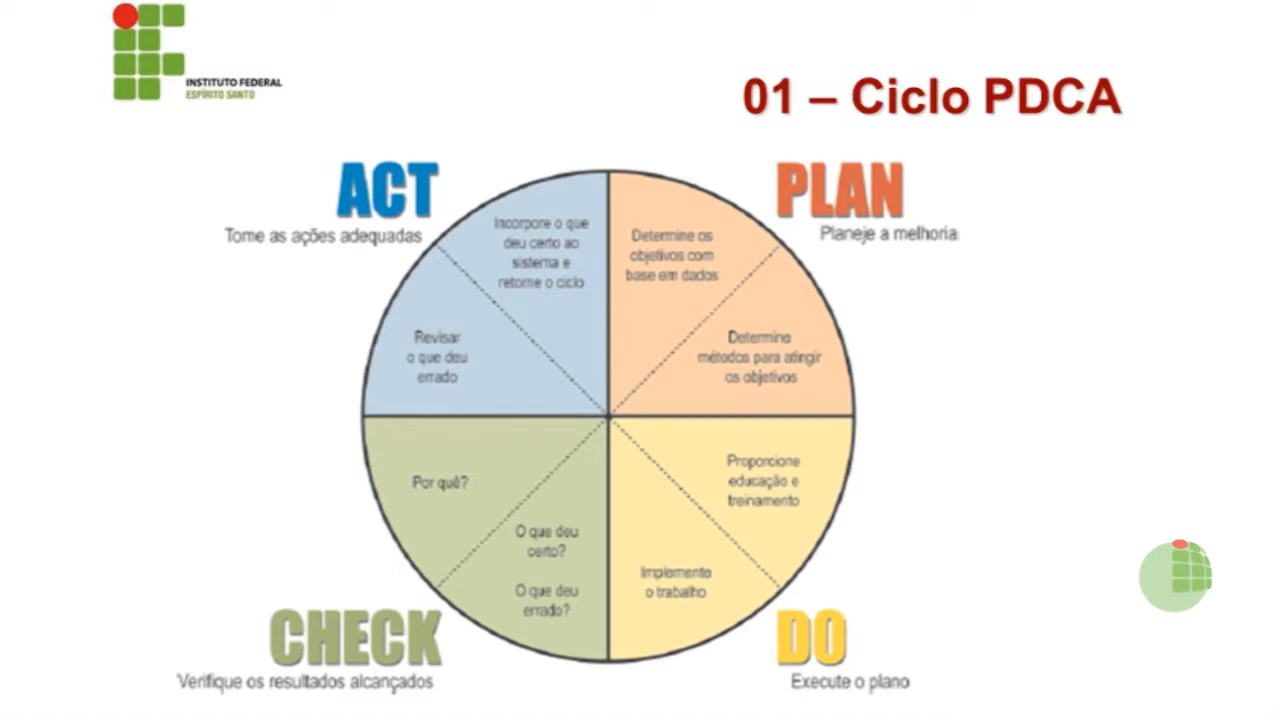 INSTITUTO FEDERAL
ESPÍRITO SANTO
01 – Ciclo PDCA
ACT
Tome as ações adequadas
PLAN
Planeje a melhoria
Incorpore o que
deu certo ao
sistema e
retome o ciclo
Determine os
objetivos com
base em dados
Revisar
o que deu
errado
Determine
métodos para atingir
os objetivos
Por quê?
O que deu
certo?
O que deu
errado?
Proporcione
educação e
treinamento
Implemente
o trabalho
CHECK
Verifique os resultados alcançados
DO
Execute o plano